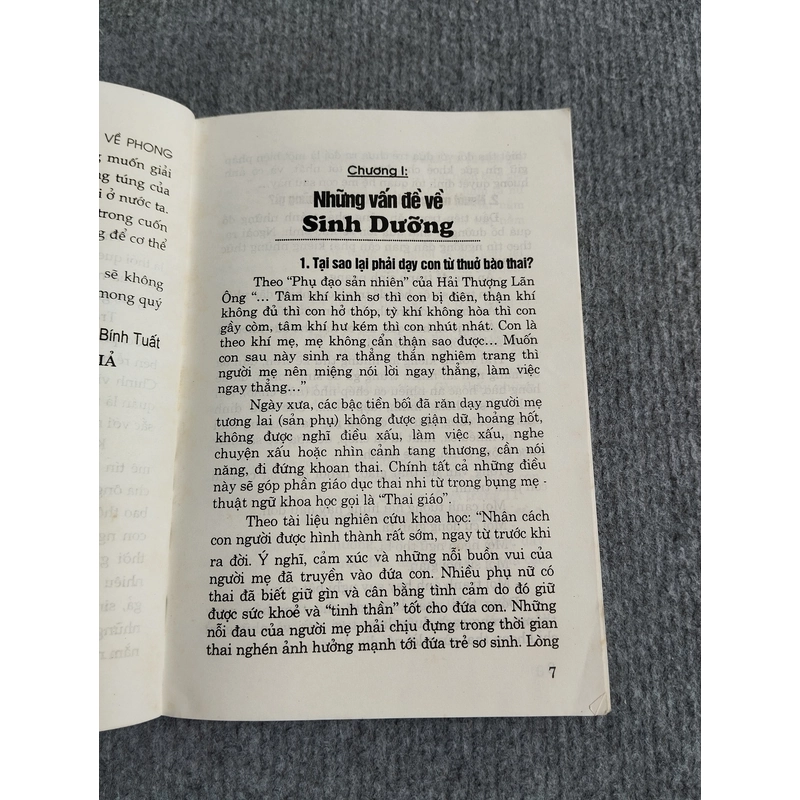 VỀ PHONG
muốn giải
túng của
i ở nước ta.
trong cuốn
để cơ thể
sẽ không
mong quý
Bính Tuất
IẢ
Chương I:
Những vấn đề về
Sinh Dưỡng
1. Tại sao lại phải dạy con từ thuở bào thai?
Theo “Phụ đạo sản nhiên” của Hải Thượng Lãn
Ông “... Tâm khí kinh sơ thì con bị điên, thận khí
không đủ thì con hở thóp, tỳ khí không hòa thì con
gầy còm, tâm khí hư kém thì con nhút nhát. Con là
theo khí mẹ, mẹ không cẩn thận sao được... Muốn
con sau này sinh ra thẳng thắn nghiêm trang thì
người mẹ nên miệng nói lời ngay thẳng, làm việc
ngay thẳng...”
Ngày xưa, các bậc tiền bối đã răn dạy người mẹ
tương lai (sản phụ) không được giận dữ, hoảng hốt,
không được nghĩ điều xấu, làm việc xấu, nghe
chuyện xấu hoặc nhìn cảnh tang thương, cần nói
năng, đi đứng khoan thai. Chính tất cả những điều
này sẽ góp phần giáo dục thai nhi từ trong bụng mẹ -
thuật ngữ khoa học gọi là “Thai giáo”.
Theo tài liệu nghiên cứu khoa học: “Nhân cách
con người được hình thành rất sớm, ngay từ trước khi
ra đời. Ý nghĩ, cảm xúc và những nỗi buồn vui của
người mẹ đã truyền vào đứa con. Nhiều phụ nữ có
thai đã biết giữ gìn và cân bằng tình cảm do đó giữ
được sức khoẻ và “tinh thần” tốt cho đứa con. Những
nỗi đau của người mẹ phải chịu đựng trong thời gian
thai nghén ảnh hưởng mạnh tới đứa trẻ sơ sinh. Lòng
7